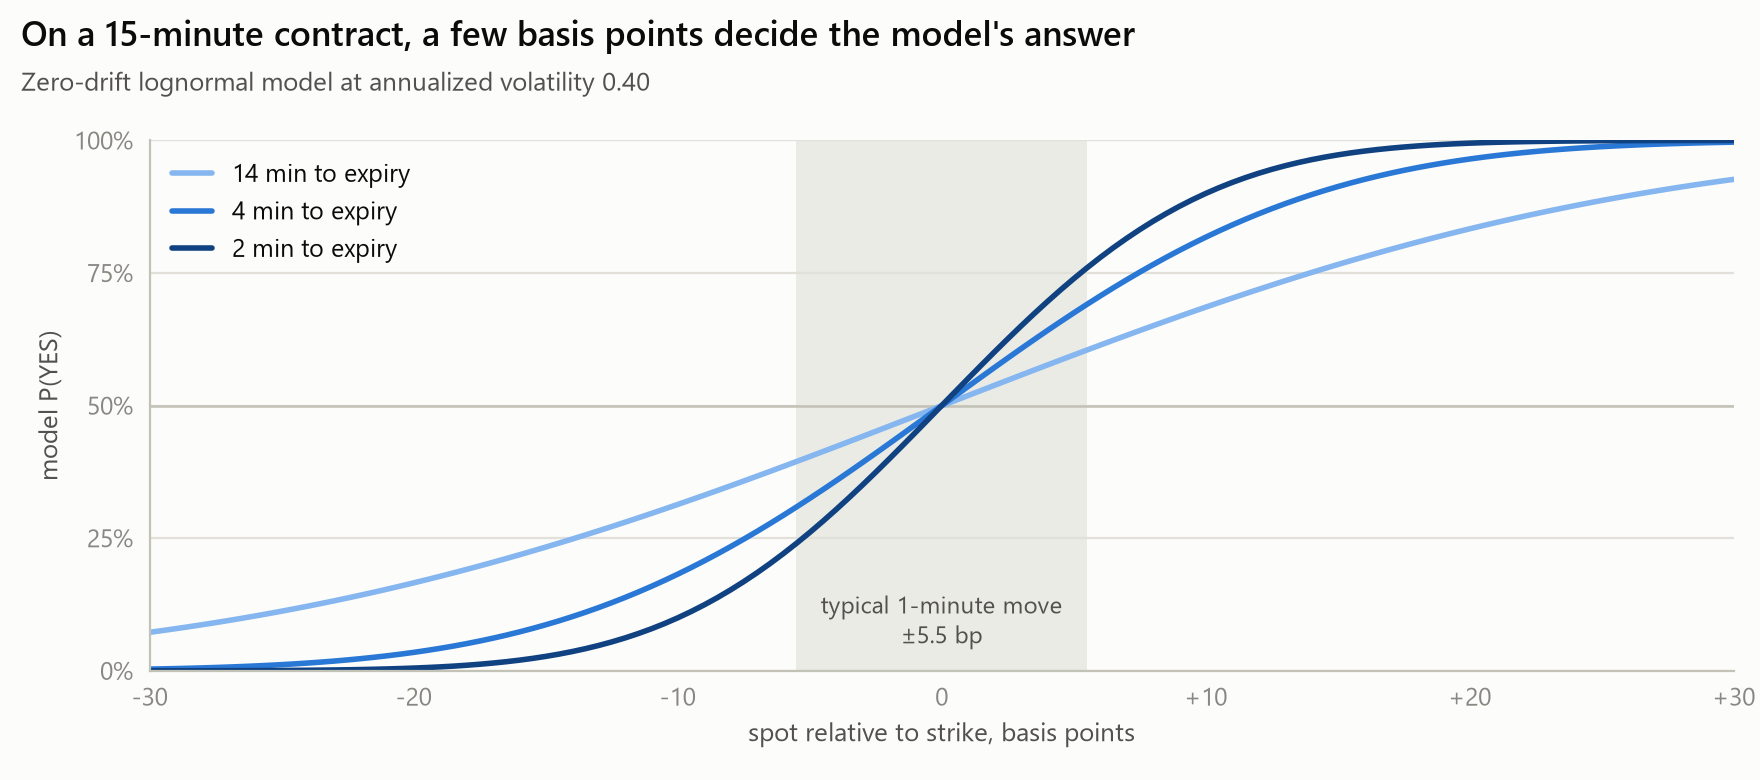 On a 15-minute contract, a few basis points decide the model's answer
Zero-drift lognormal model at annualized volatility 0.40
100%
75%
50%
25%
0%
model P(YES)
14 min to expiry
4 min to expiry
2 min to expiry
typical 1-minute move
±5.5 bp
-30
-20
-10
0
+10
+20
+30
spot relative to strike, basis points